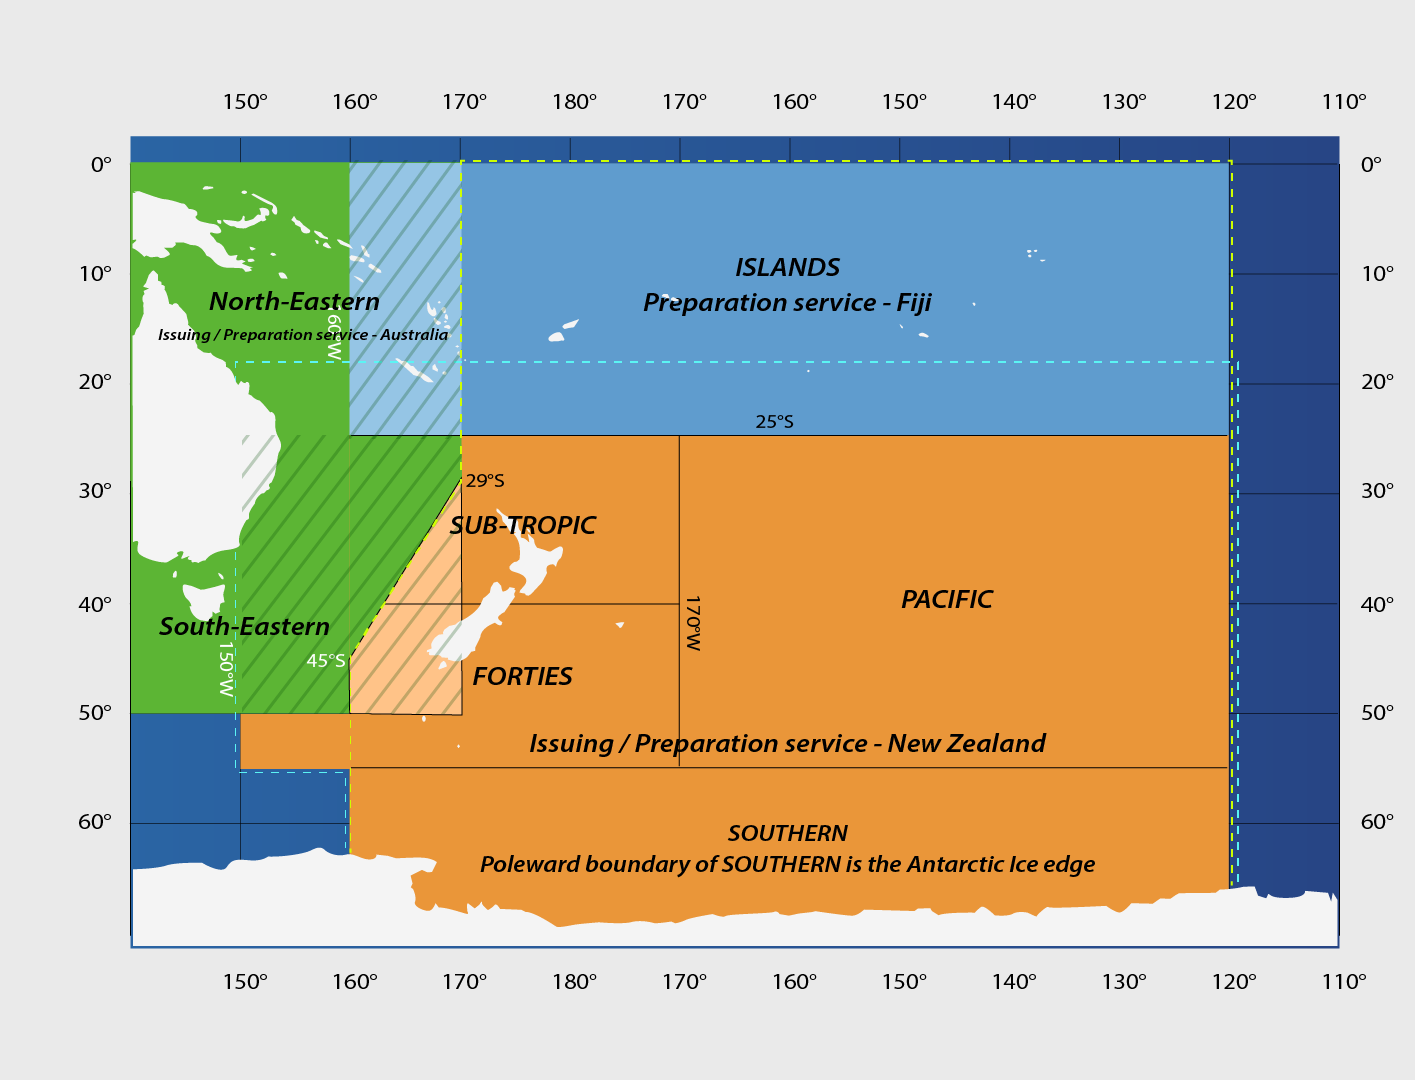 150° 160° 170° 180° 170° 160° 150° 140° 130° 120° 110°
0° 0°
ISLANDS
10° 10°
North-Eastern
Preparation service - Fiji
160°W
Issuing / Preparation service - Australia
20° 20°
25°S
29°S
30° 30°
SUB-TROPIC
PACIFIC
40° 40°
170°W
South-Eastern
45°S
150°W
FORTIES
50° 50°
Issuing / Preparation service - New Zealand
60° 60°
SOUTHERN
Poleward boundary of SOUTHERN is the Antarctic Ice edge
150° 160° 170° 180° 170° 160° 150° 140° 130° 120° 110°